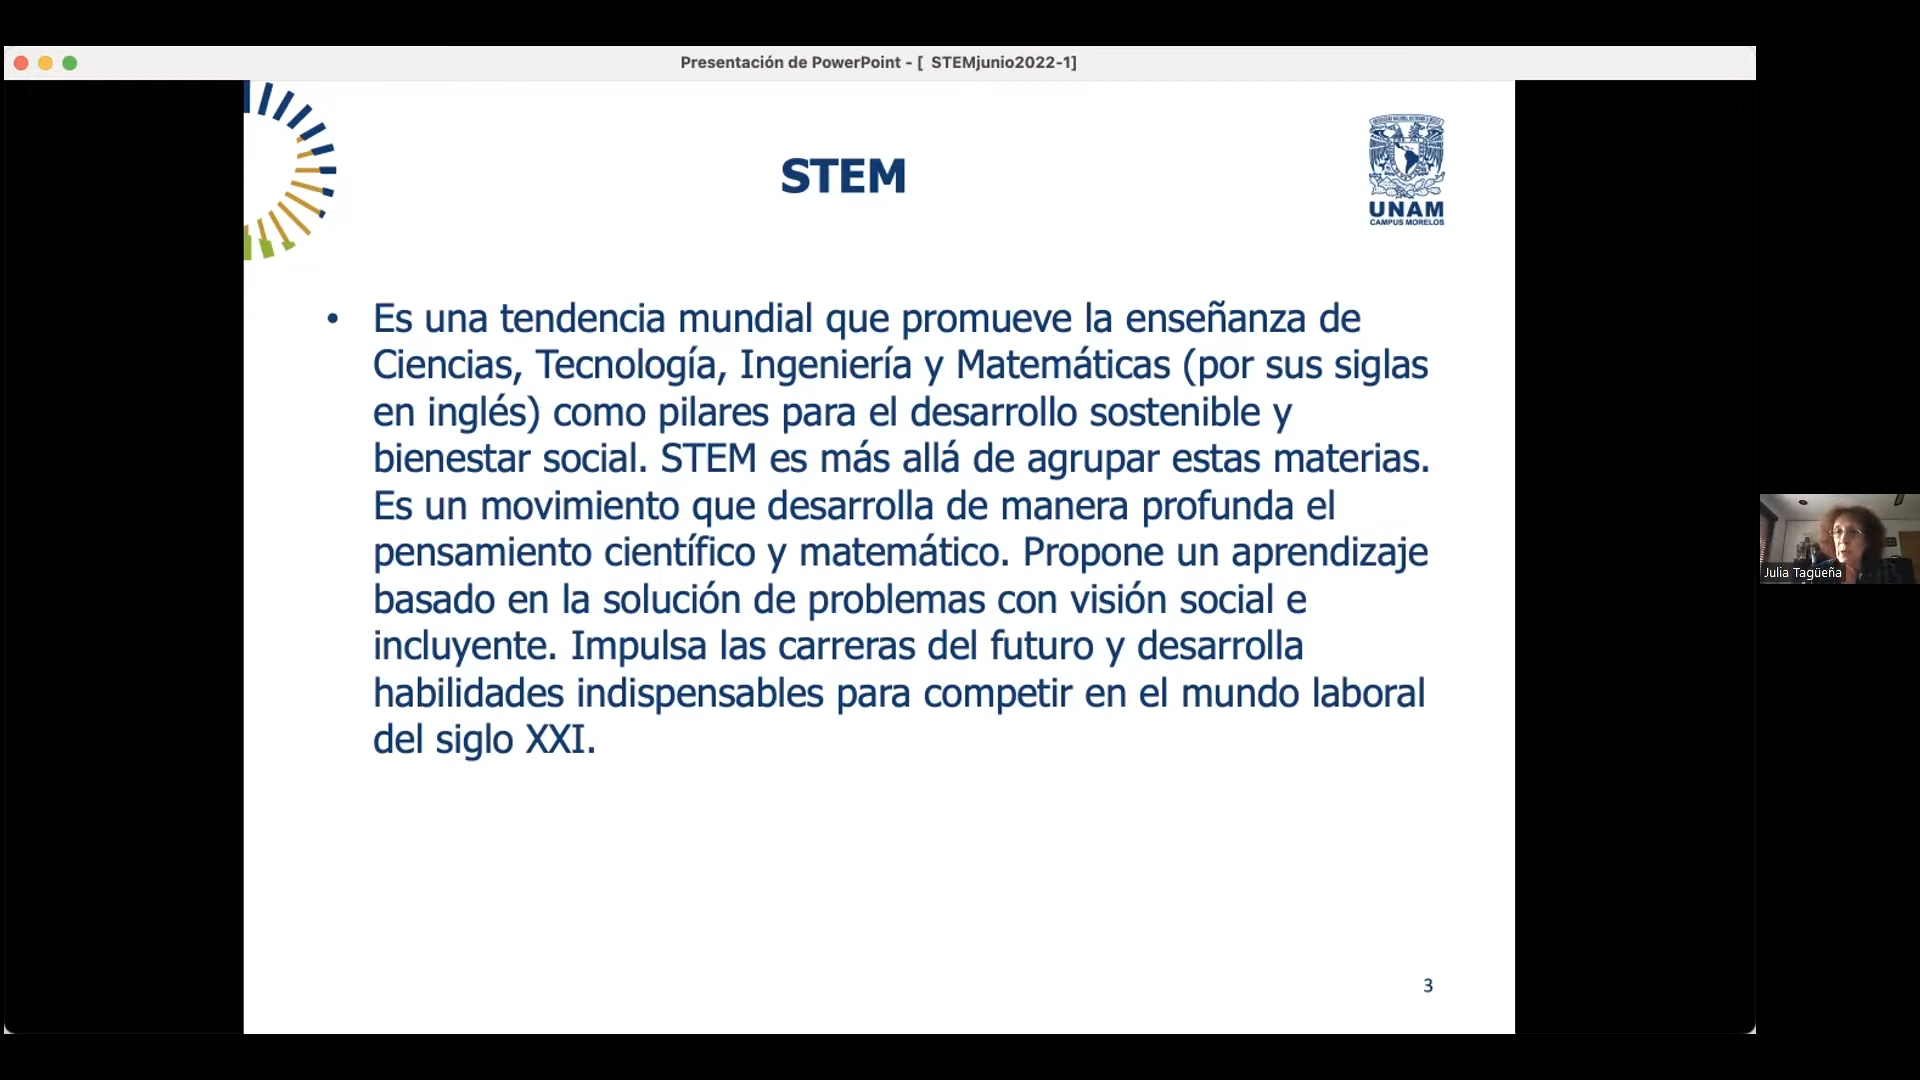 Presentación de PowerPoint - [ STEMjunio2022-1]
STEM
UNAM
CAMPUS MORELOS
• Es una tendencia mundial que promueve la enseñanza de
Ciencias, Tecnología, Ingeniería y Matemáticas (por sus siglas
en inglés) como pilares para el desarrollo sostenible y
bienestar social. STEM es más allá de agrupar estas materias.
Es un movimiento que desarrolla de manera profunda el
pensamiento científico y matemático. Propone un aprendizaje
basado en la solución de problemas con visión social e
incluyente. Impulsa las carreras del futuro y desarrolla
habilidades indispensables para competir en el mundo laboral
del siglo XXI.
Julia Tagüeña
3